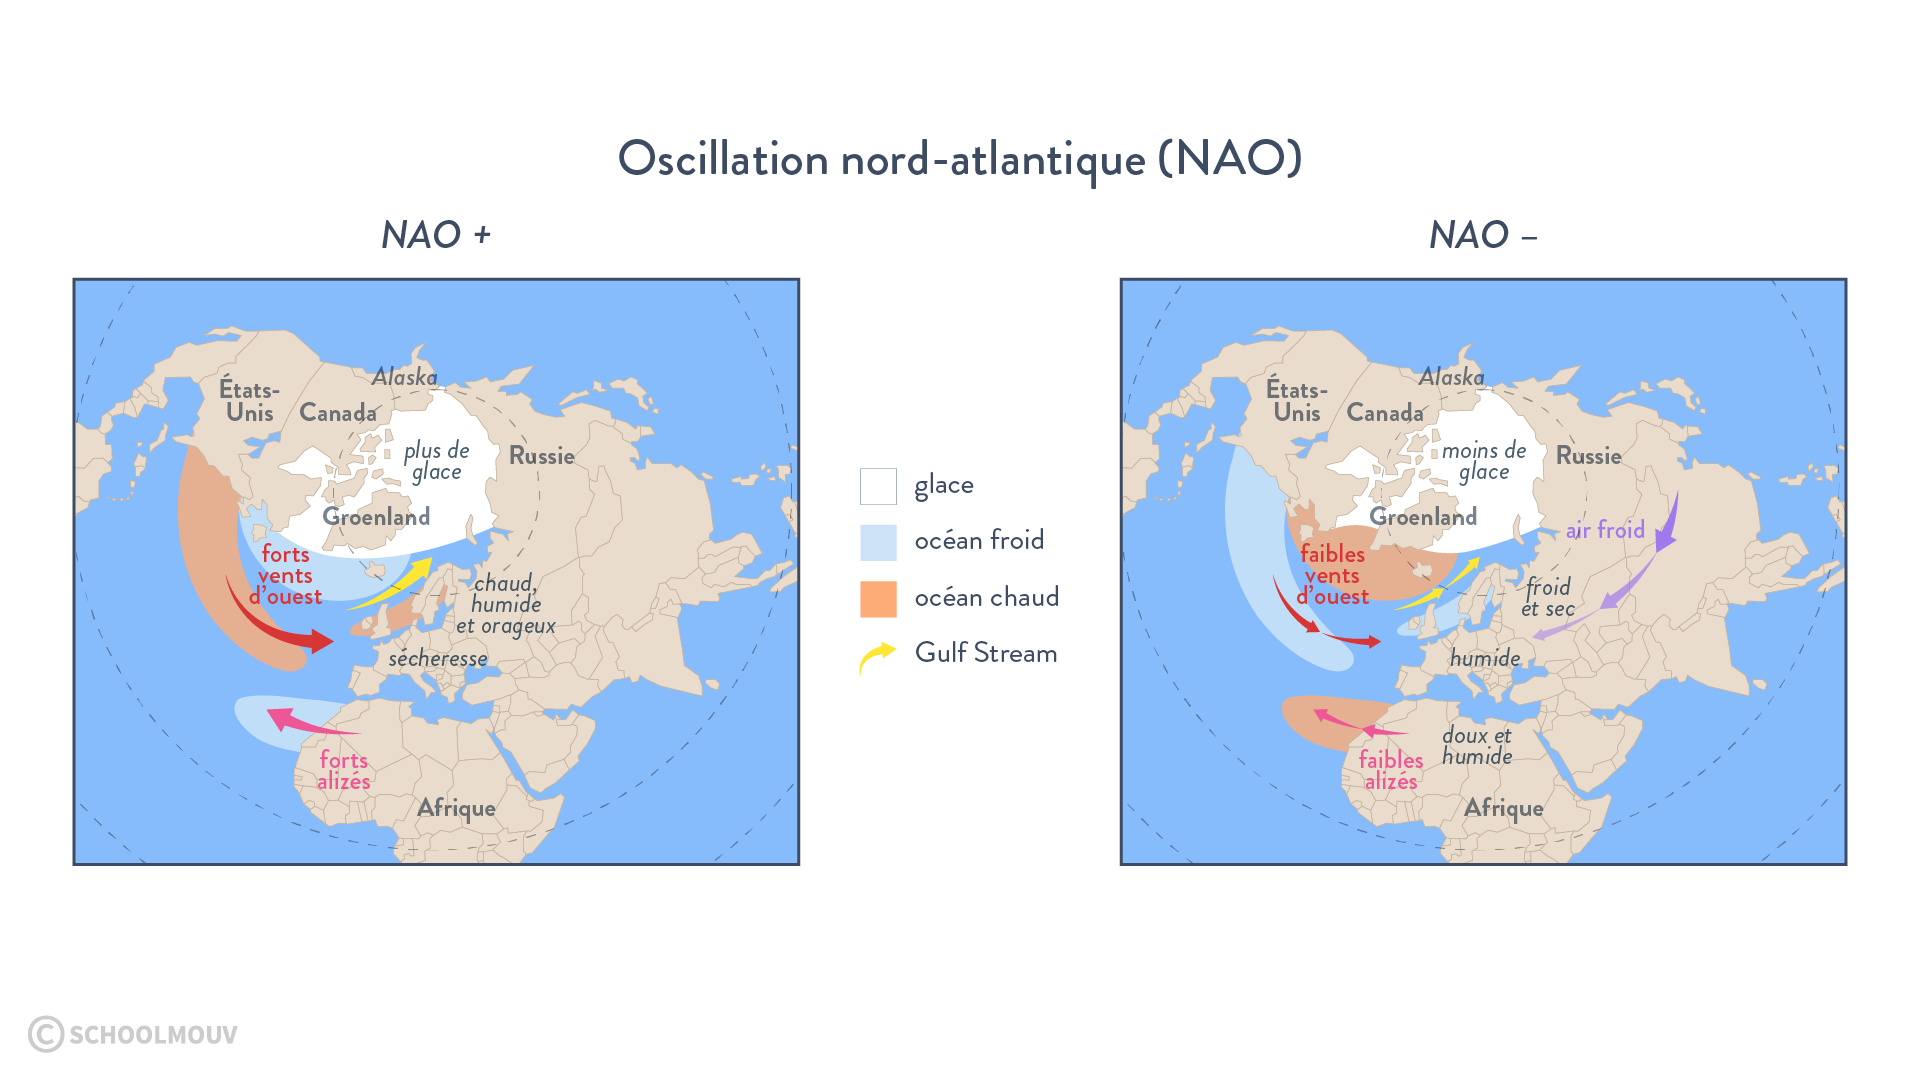 Oscillation nord-atlantique (NAO)
NAO +
Alaska
États-
Unis
Canada
plus de
glace
Russie
Groenland
forts
vents
d'ouest
chaud,
humide
et orageux
sécheresse
forts
alizés
Afrique
glace
océan froid
océan chaud
Gulf Stream
NAO –
Alaska
États-
Unis
Canada
moins de
glace
Russie
Groenland
air froid
faibles
vents
d'ouest
froid
et sec
humide
doux et
humide
faibles
alizés
Afrique
© SCHOOLMOUV